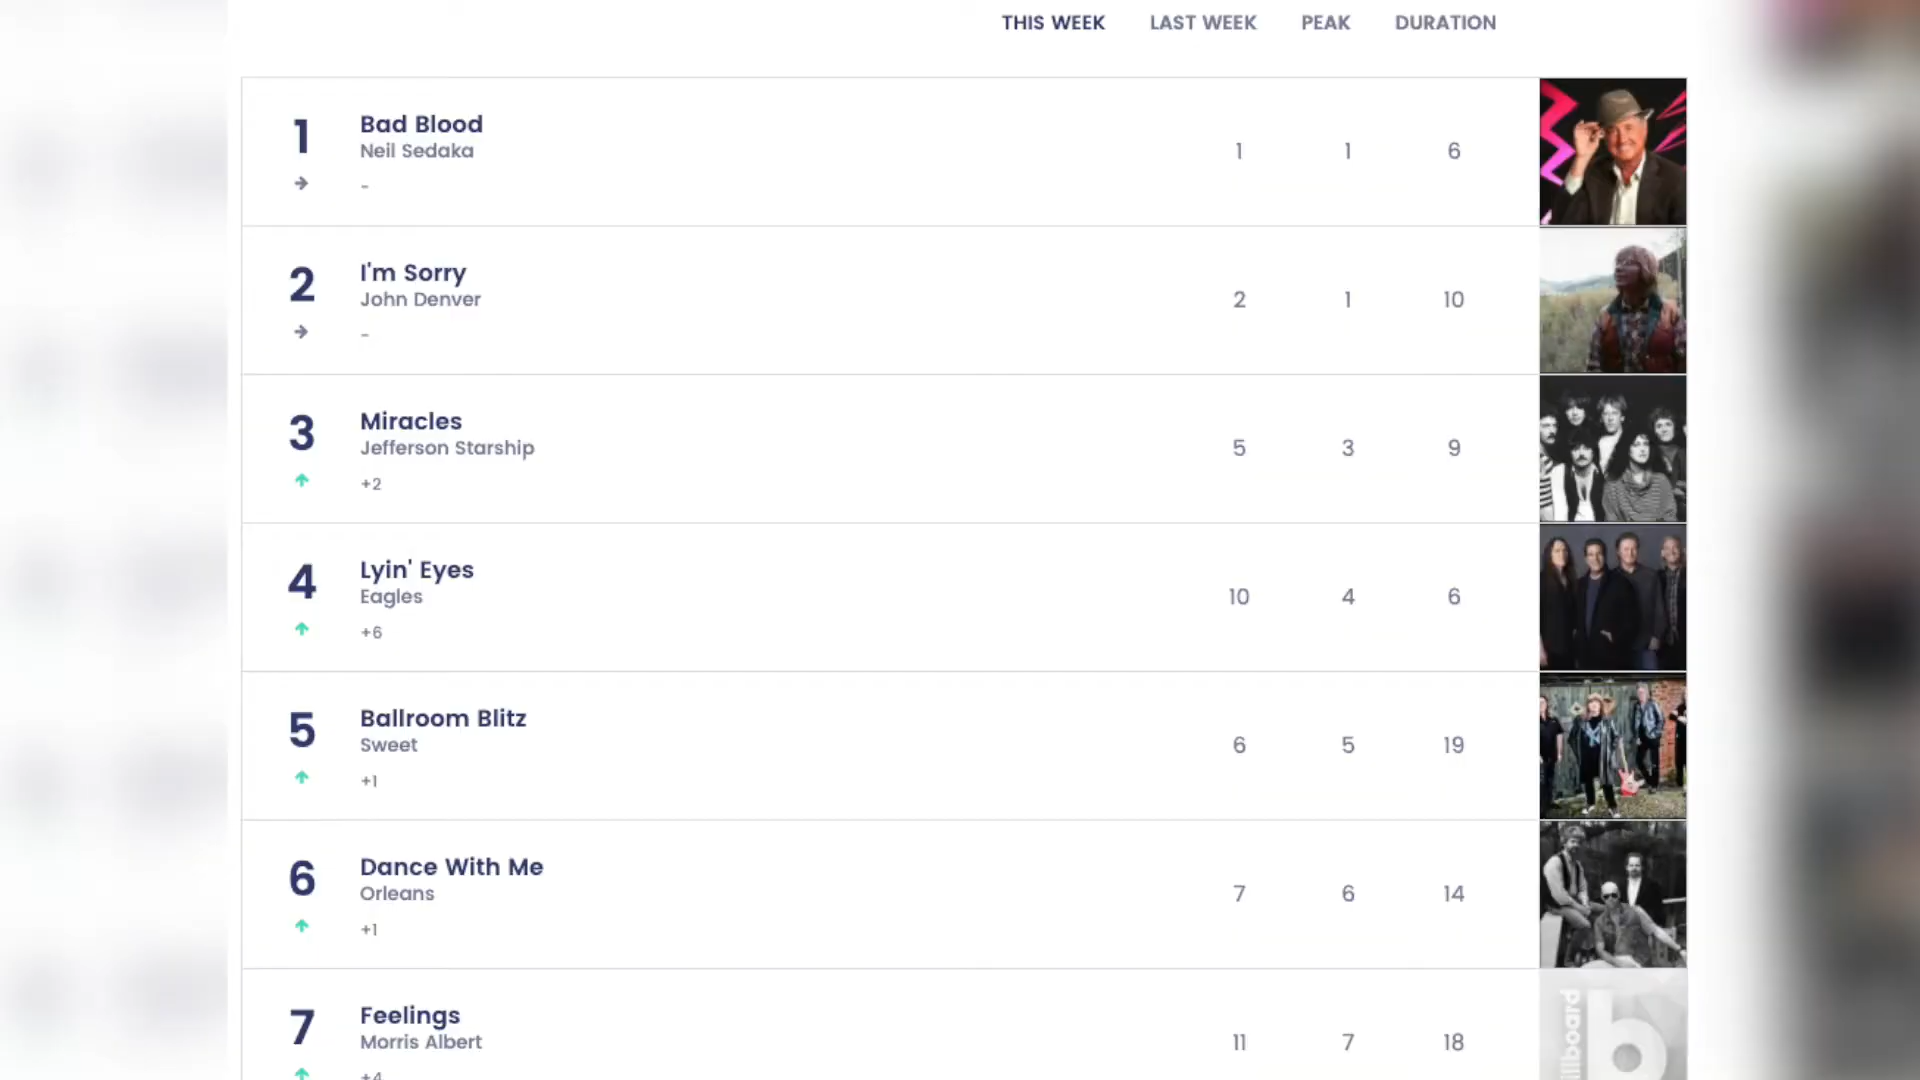 THIS WEEK LAST WEEK PEAK DURATION
1 Bad Blood
Neil Sedaka
-
1 1 6
2 I'm Sorry
John Denver
-
2 1 10
3 Miracles
Jefferson Starship
+2
5 3 9
4 Lyin' Eyes
Eagles
+6
10 4 6
5 Ballroom Blitz
Sweet
+1
6 5 19
6 Dance With Me
Orleans
+1
7 6 14
7 Feelings
Morris Albert
+4
11 7 18